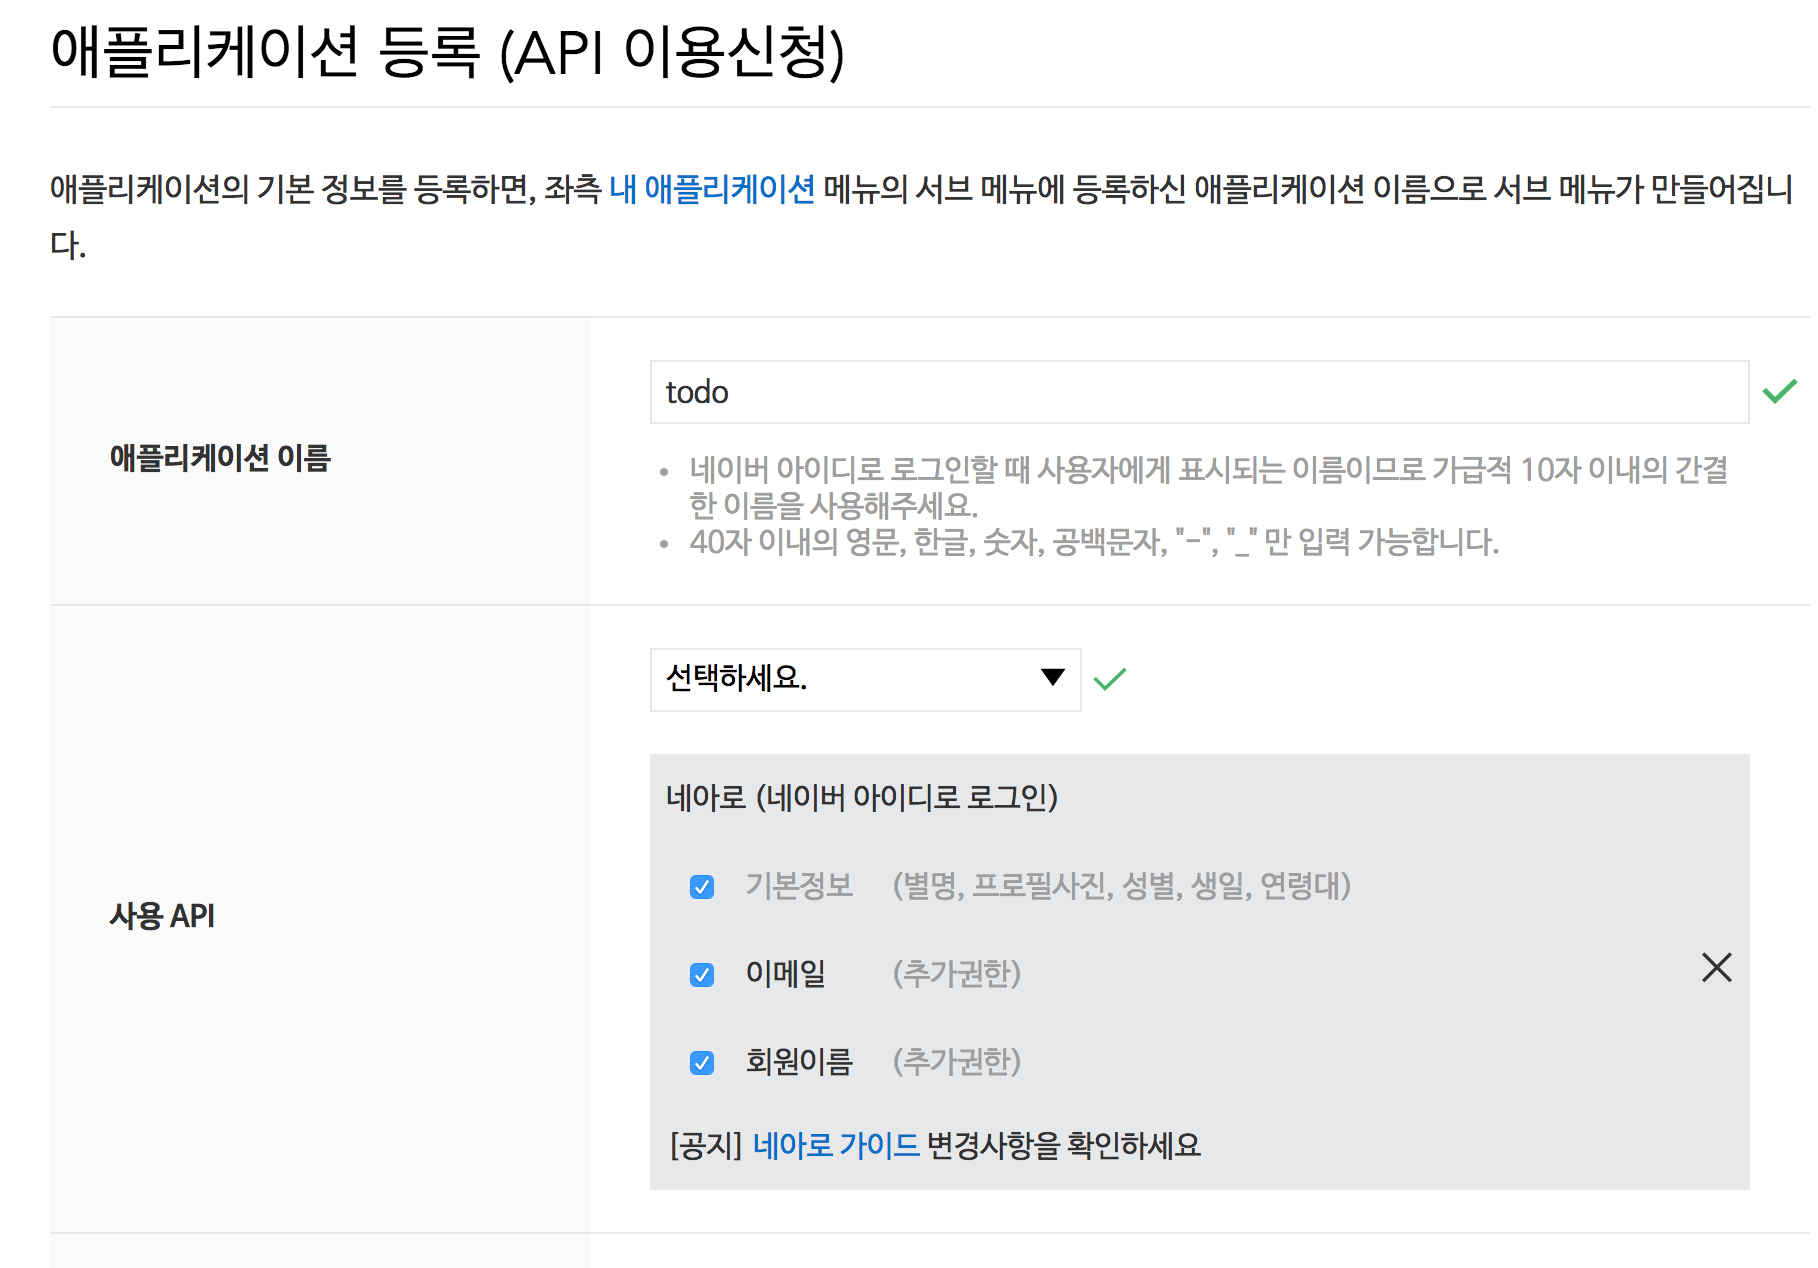 애플리케이션 등록 (API 이용신청)
애플리케이션의 기본 정보를 등록하면, 좌측 내 애플리케이션 메뉴의 서브 메뉴에 등록하신 애플리케이션 이름으로 서브 메뉴가 만들어집니
다.
애플리케이션 이름
todo
네이버 아이디로 로그인할 때 사용자에게 표시되는 이름이므로 가급적 10자 이내의 간결
한 이름을 사용해주세요.
40자 이내의 영문, 한글, 숫자, 공백문자, "-", "_" 만 입력 가능합니다.
사용 API
선택하세요.
네아로 (네이버 아이디로 로그인)
기본정보 (별명, 프로필사진, 성별, 생일, 연령대)
이메일 (추가권한)
회원이름 (추가권한)
[공지] 네아로 가이드 변경사항을 확인하세요